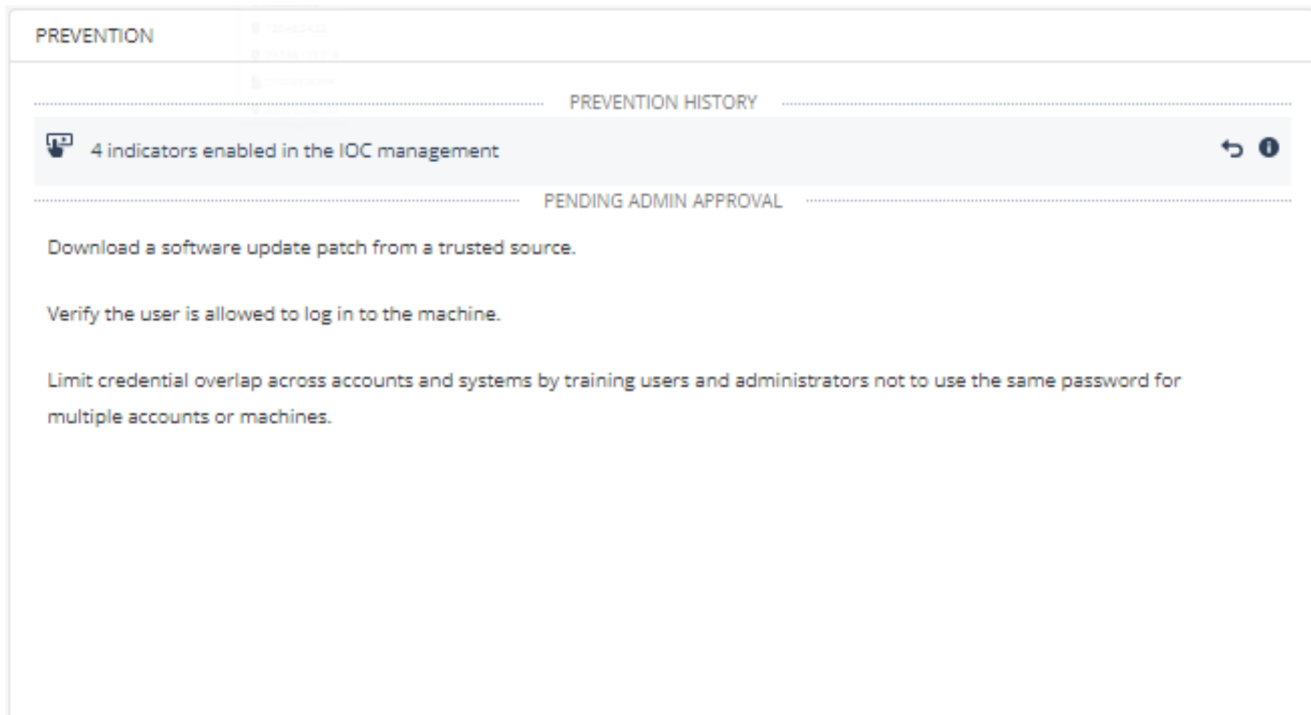 PREVENTION
PREVENTION HISTORY
4 indicators enabled in the IOC management
PENDING ADMIN APPROVAL
Download a software update patch from a trusted source.
Verify the user is allowed to log in to the machine.
Limit credential overlap across accounts and systems by training users and administrators not to use the same password for
multiple accounts or machines.